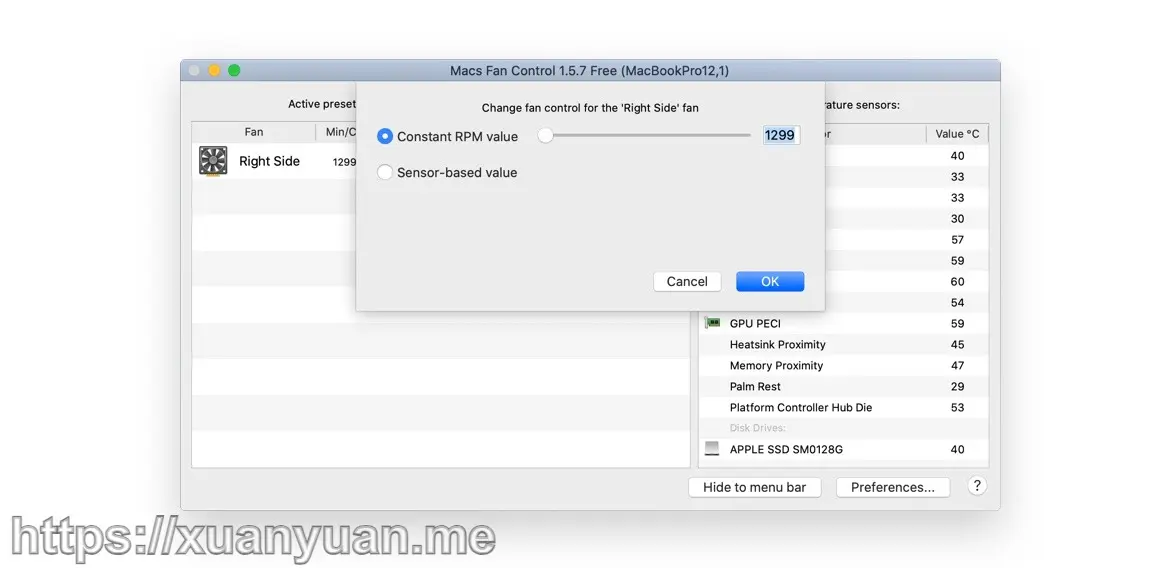 Macs Fan Control 1.5.7 Free (MacBookPro12,1)
Active preset
Change fan control for the 'Right Side' fan
rature sensors:
Fan
Min/C
Constant RPM value
1299
or
Value °C
Right Side
1299
40
Sensor-based value
33
33
30
57
59
Cancel
OK
60
54
GPU PECI
59
Heatsink Proximity
45
Memory Proximity
47
Palm Rest
29
Platform Controller Hub Die
53
Disk Drives:
APPLE SSD SM0128G
40
Hide to menu bar
Preferences...
?
https://xuanyuan.me